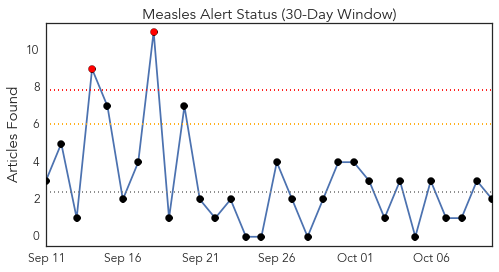 Measles Alert Status (30-Day Window)
Articles Found
10
8
6
4
2
0
Sep 11 Sep 16 Sep 21 Sep 26 Oct 01 Oct 06